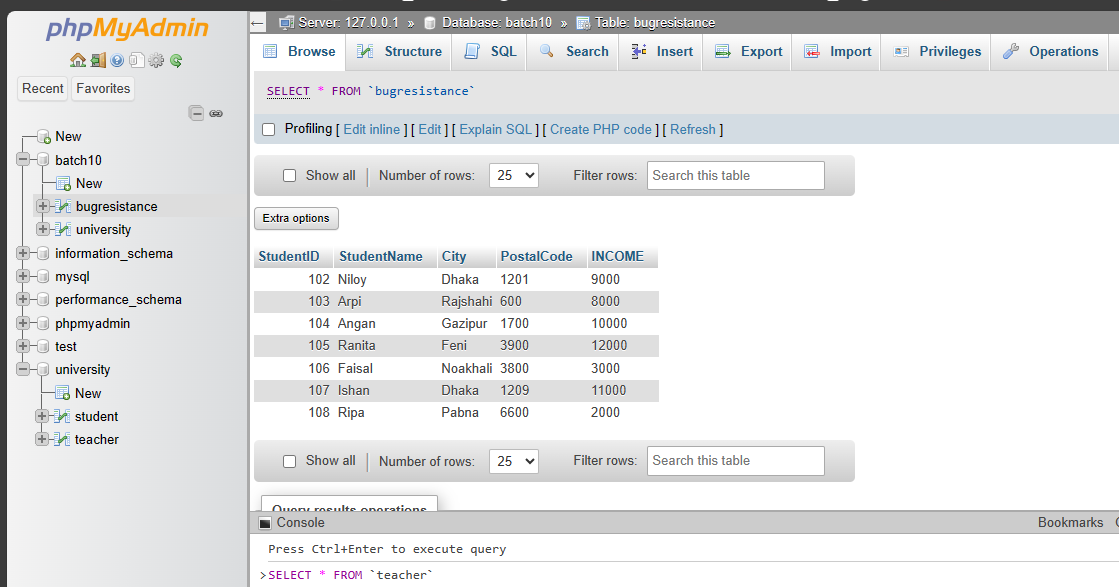 phpMyAdmin
Recent Favorites
New
batch10
New
bugresistance
university
information_schema
mysql
performance_schema
phpmyadmin
test
university
New
student
teacher
Server: 127.0.0.1 » Database: batch10 » Table: bugresistance
Browse Structure SQL Search Insert Export Import Privileges Operations
SELECT * FROM `bugresistance`
Profiling [ Edit inline ] [ Edit ] [ Explain SQL ] [ Create PHP code ] [ Refresh ]
Show all Number of rows: 25 Filter rows: Search this table
Extra options
StudentID StudentName City PostalCode INCOME
102 Niloy Dhaka 1201 9000
103 Arpi Rajshahi 600 8000
104 Angan Gazipur 1700 10000
105 Ranita Feni 3900 12000
106 Faisal Noakhali 3800 3000
107 Ishan Dhaka 1209 11000
108 Ripa Pabna 6600 2000
Show all Number of rows: 25 Filter rows: Search this table
Query results operations
Console Bookmarks
Press Ctrl+Enter to execute query
>SELECT * FROM `teacher`